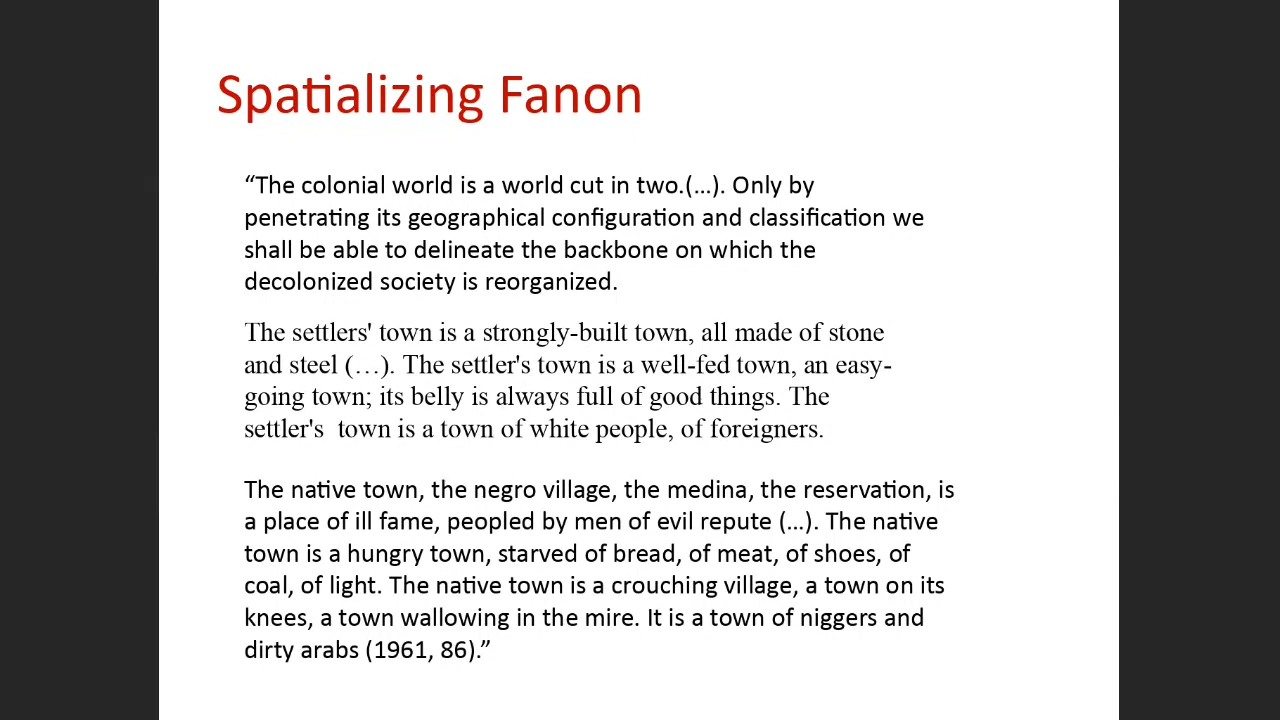 Spatializing Fanon
“The colonial world is a world cut in two.(…). Only by
penetrating its geographical configuration and classification we
shall be able to delineate the backbone on which the
decolonized society is reorganized.
The settlers' town is a strongly-built town, all made of stone
and steel (…). The settler's town is a well-fed town, an easy-
going town; its belly is always full of good things. The
settler's  town is a town of white people, of foreigners.
The native town, the negro village, the medina, the reservation, is
a place of ill fame, peopled by men of evil repute (…). The native
town is a hungry town, starved of bread, of meat, of shoes, of
coal, of light. The native town is a crouching village, a town on its
knees, a town wallowing in the mire. It is a town of niggers and
dirty arabs (1961, 86).”